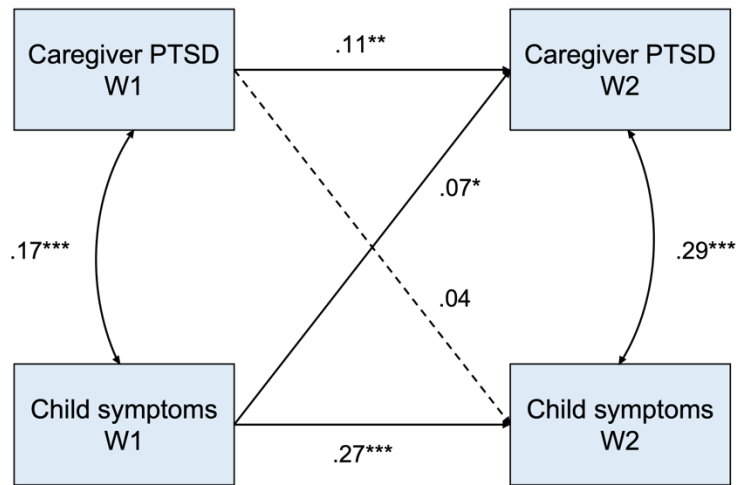 Caregiver PTSD
W1
.11**
Caregiver PTSD
W2
.07*
.17***
.29***
.04
Child symptoms
W1
.27***
Child symptoms
W2